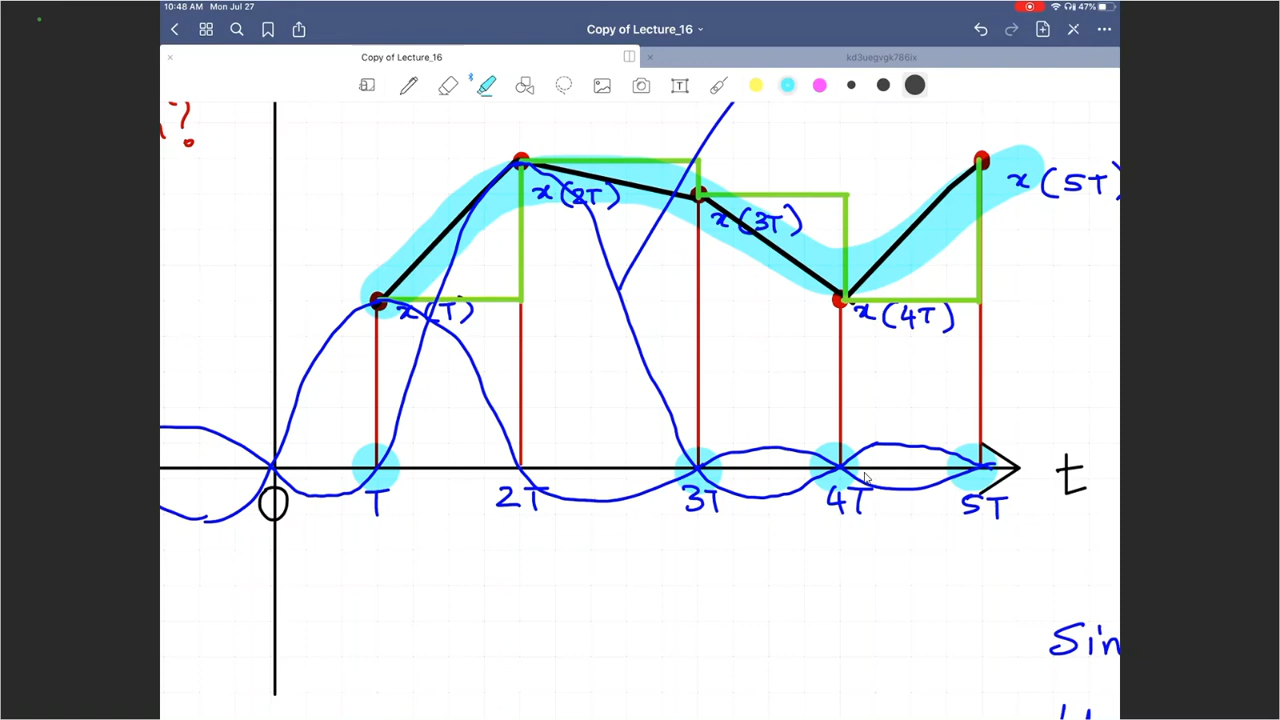 10:48 AM Mon Jul 27
47%
Copy of Lecture_16
Copy of Lecture_16
kd3uegvgk786ix
T
?
x(2T)
x(5T)
x(3T)
x(T)
x(4T)
t
0 T 2T 3T 4T 5T
Sin